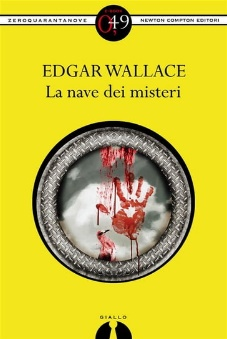 ZEROQUARANTANOVE
0,49
NEWTON COMPTON EDITORI
EDGAR WALLACE
La nave dei misteri
GIALLO